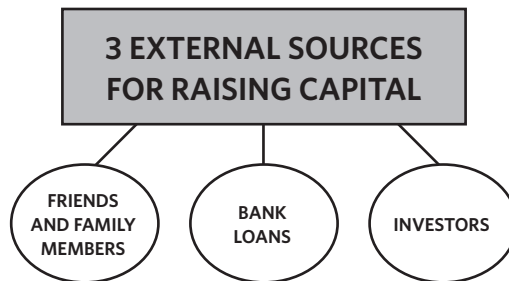 3 EXTERNAL SOURCES
FOR RAISING CAPITAL
FRIENDS
AND FAMILY
MEMBERS
BANK
LOANS
INVESTORS